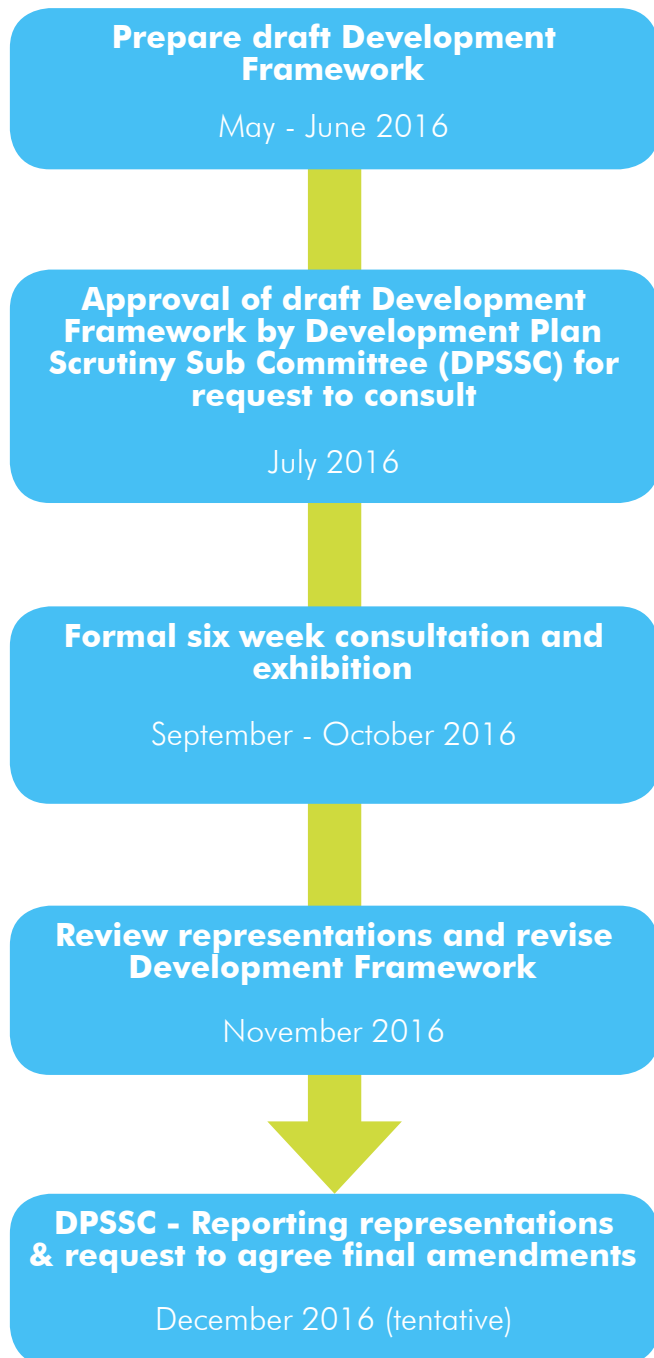 Prepare draft Development
Framework
May - June 2016
Approval of draft Development
Framework by Development Plan
Scrutiny Sub Committee (DPSSC) for
request to consult
July 2016
Formal six week consultation and
exhibition
September - October 2016
Review representations and revise
Development Framework
November 2016
DPSSC - Reporting representations
& request to agree final amendments
December 2016 (tentative)